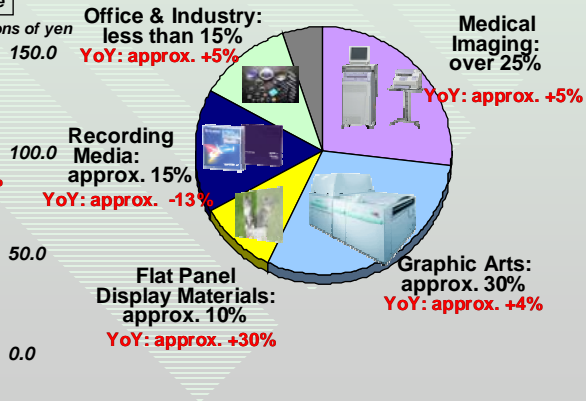 ons of yen
150.0
100.0
50.0
0.0
Office & Industry:
less than 15%
YoY: approx. +5%
Medical
Imaging:
over 25%
YoY: approx. +5%
Recording
Media:
approx. 15%
YoY: approx. -13%
Flat Panel
Display Materials:
approx. 10%
YoY: approx. +30%
Graphic Arts:
approx. 30%
YoY: approx. +4%